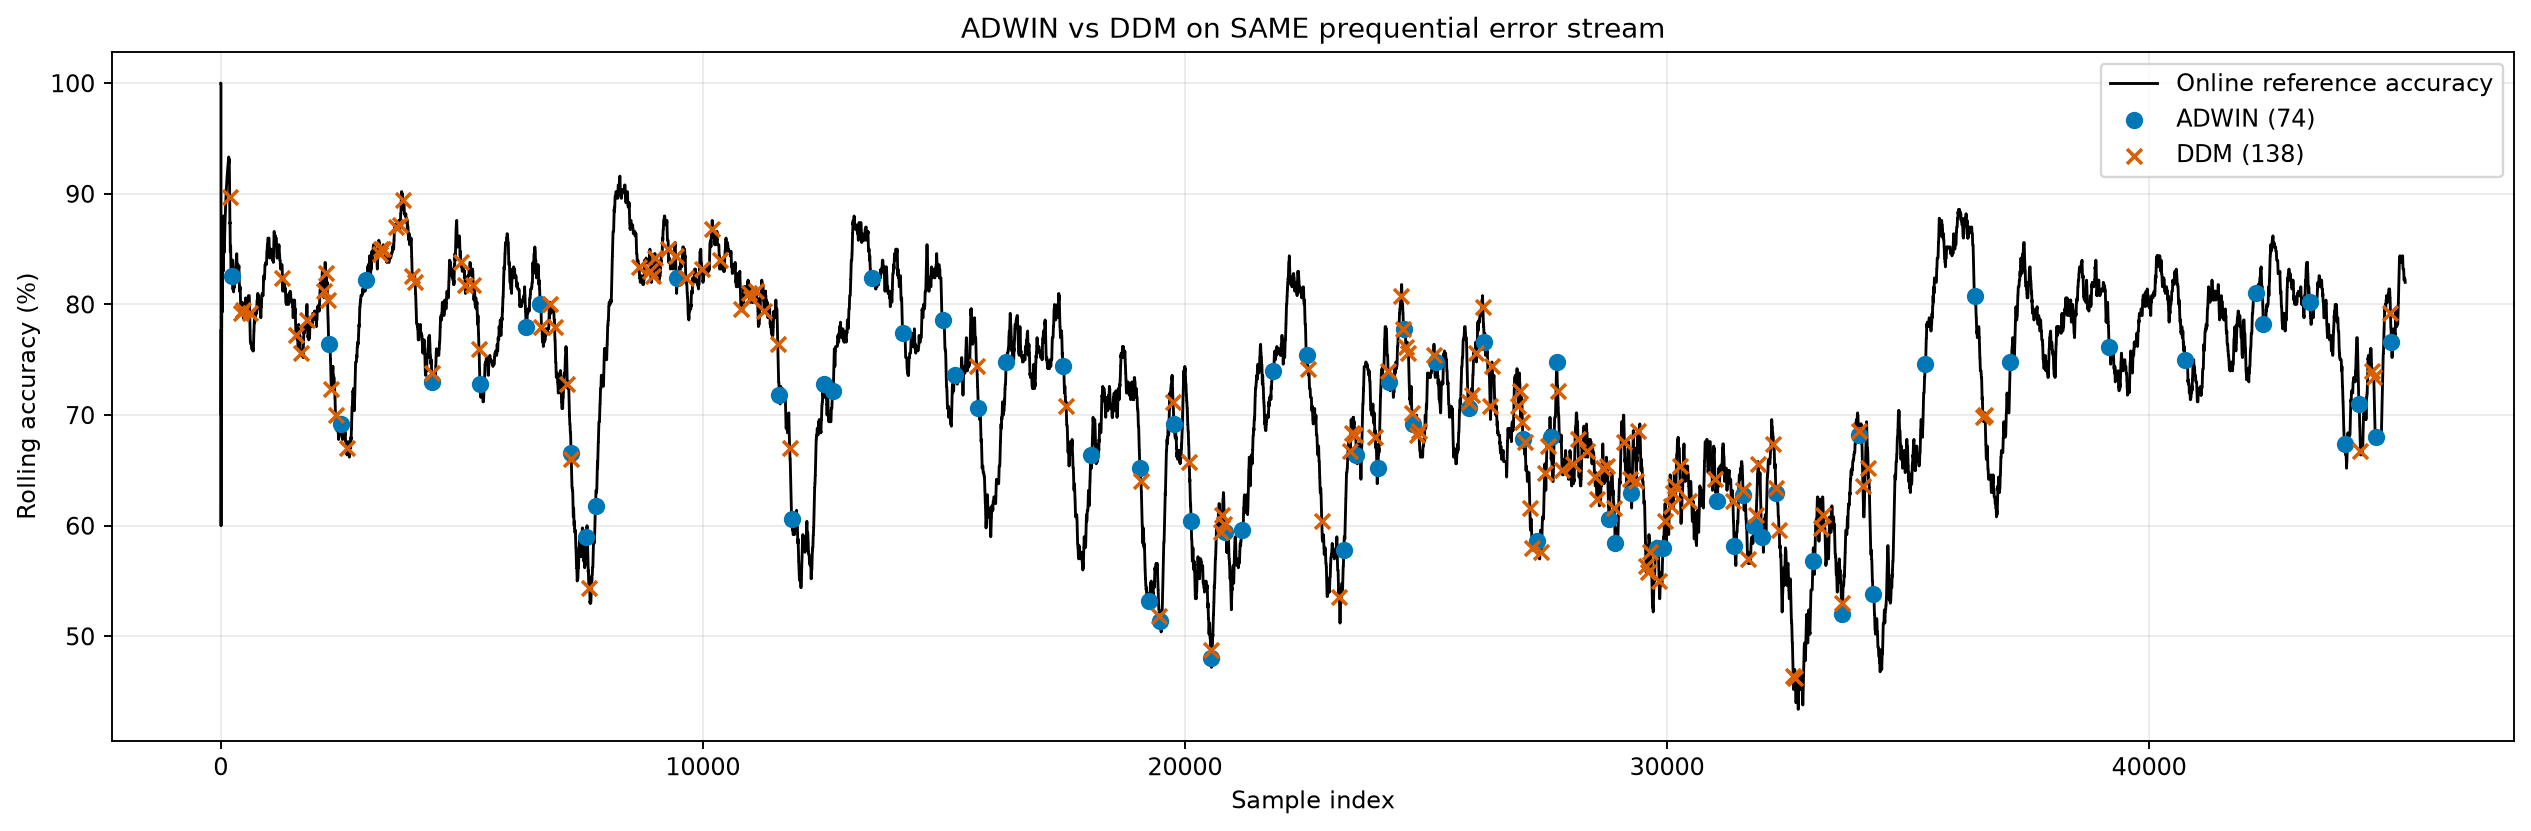 ADWIN vs DDM on SAME prequential error stream
Online reference accuracy
ADWIN (74)
DDM (138)
Rolling accuracy (%)
100
90
80
70
60
50
0
10000
20000
30000
40000
Sample index